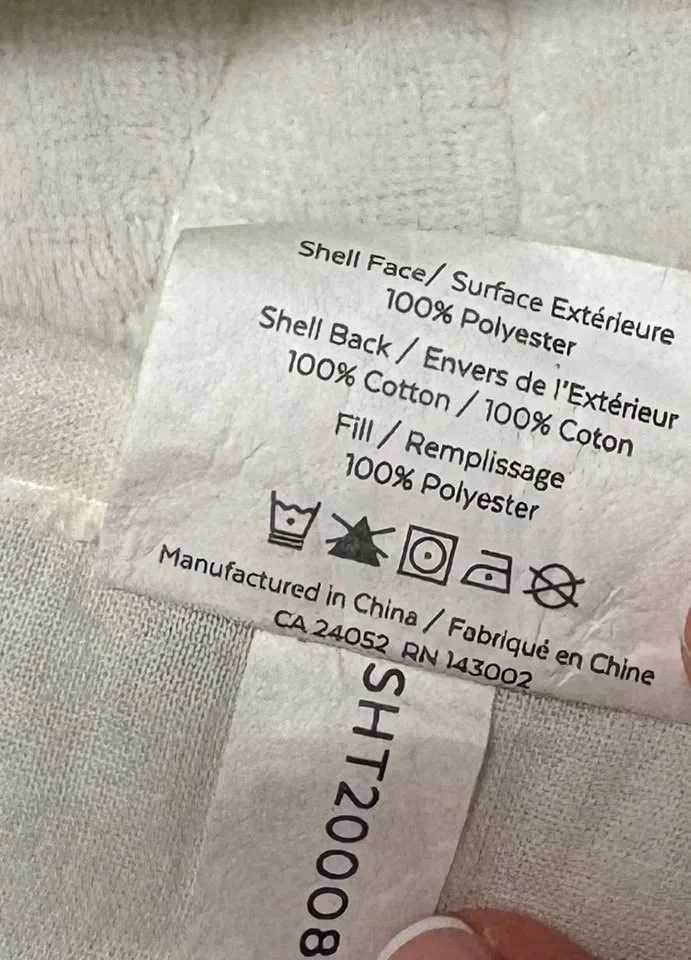 Shell Face/ Surface Extérieure
100% Polyester
Shell Back / Envers de l'Extérieur
100% Cotton / 100% Coton
Fill / Remplissage
100% Polyester
Manufactured in China / Fabriqué en Chine
CA 24052 RN 143002
SHT20008